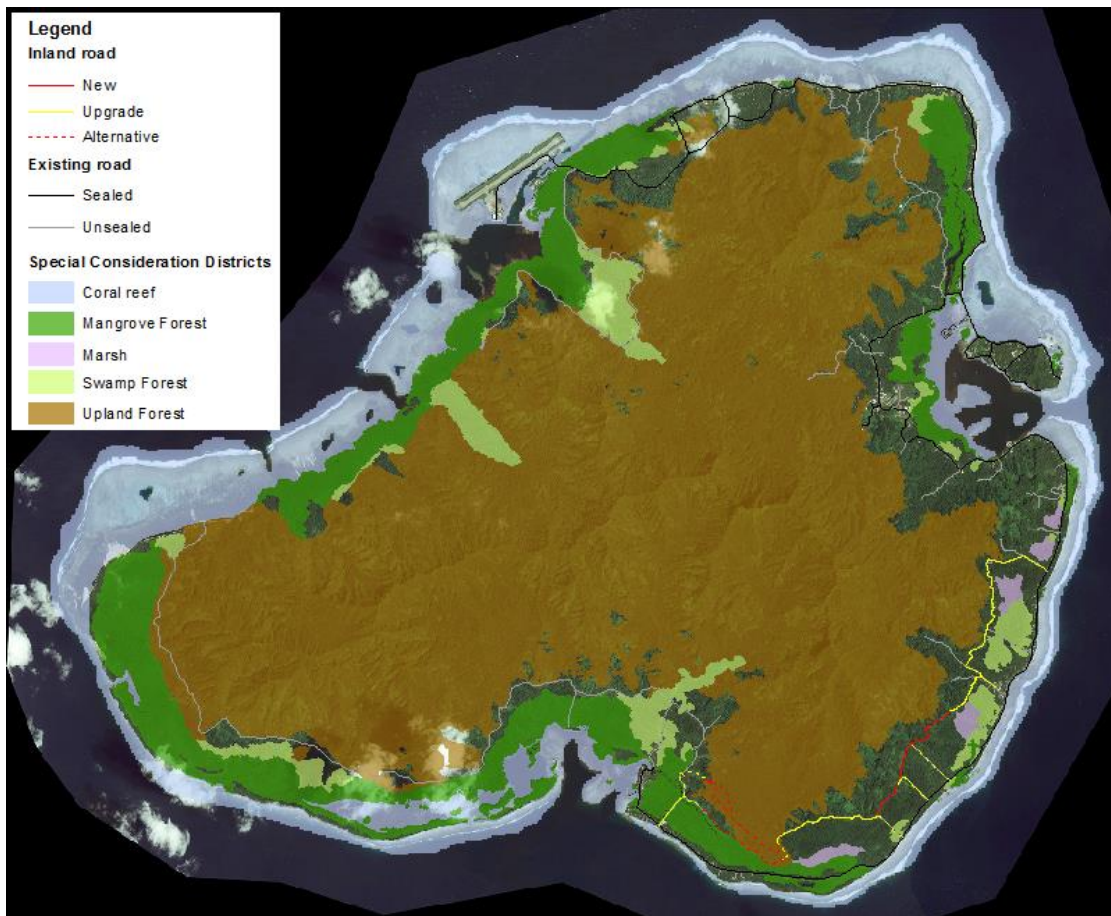 Legend
Inland road
New
Upgrade
Alternative
Existing road
Sealed
Unsealed
Special Consideration Districts
Coral reef
Mangrove Forest
Marsh
Swamp Forest
Upland Forest